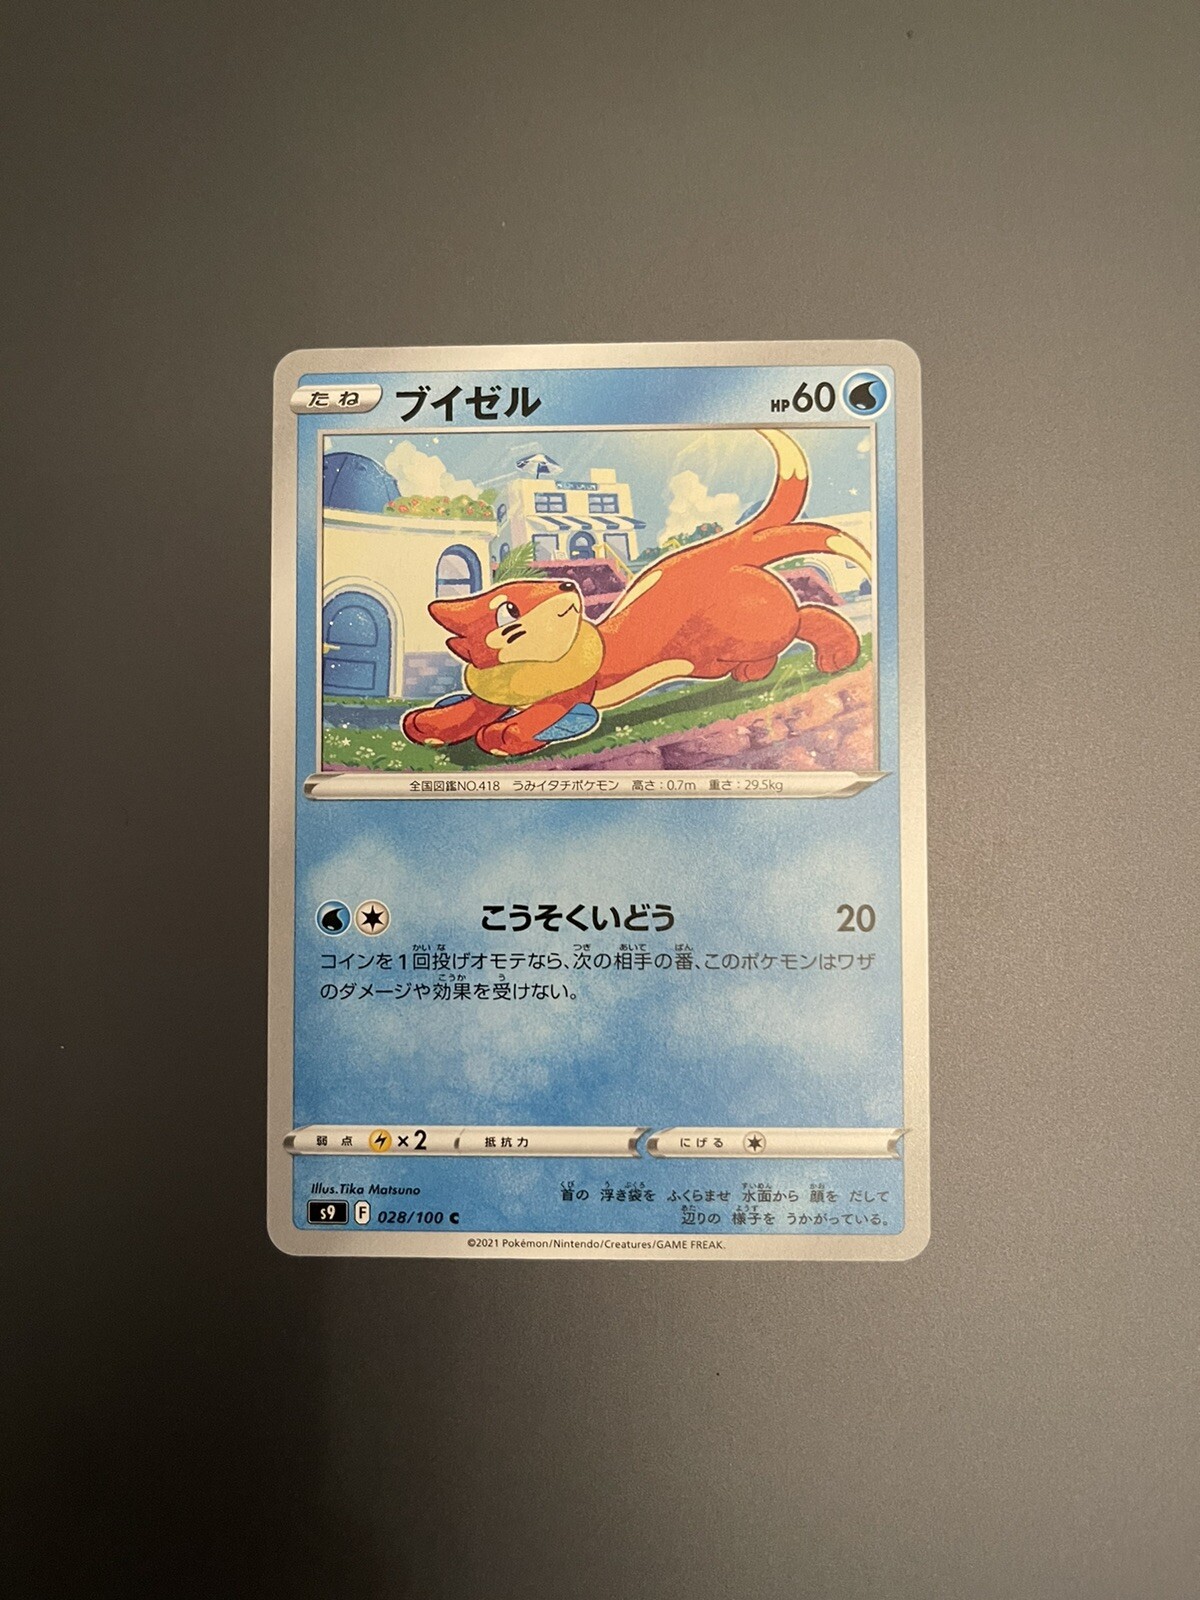 たね ブイゼル HP60
全国図鑑NO.418 うみイタチポケモン 高さ:0.7m 重さ:29.5kg
こうそくいどう 20
コインを1回投げオモテなら、次の相手の番、このポケモンはワザ
のダメージや効果を受けない。
弱点 ×2 抵抗力 にげる
Illus.Tika Matsuno
首の 浮き袋を ふくらませ 水面から 顔を だして
辺りの 様子を うかがっている。
s9 F 028/100 C
©2021 Pokémon/Nintendo/Creatures/GAME FREAK.